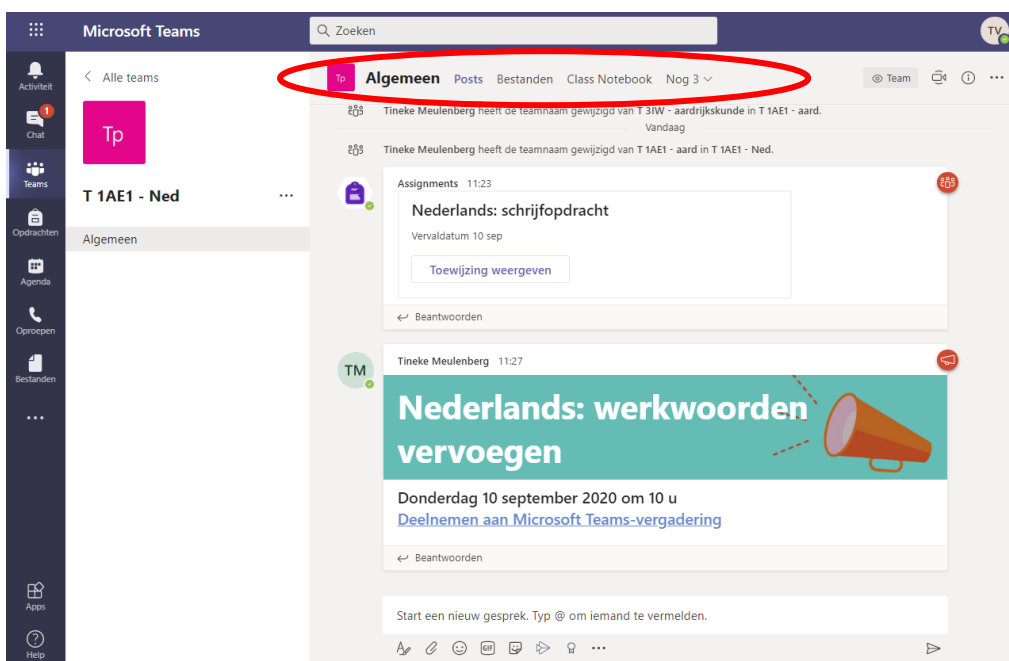 Microsoft Teams
Zoeken
TV
Activiteit
1
Chat
Teams
Opdrachten
Agenda
Oproepen
Bestanden
Apps
Help
Alle teams
Tp
T 1AE1 - Ned
Algemeen
Tp Algemeen Posts Bestanden Class Notebook Nog 3
Team
Tineke Meulenberg heeft de teamnaam gewijzigd van T 3IW - aardrijkskunde in T 1AE1 - aard.
Vandaag
Tineke Meulenberg heeft de teamnaam gewijzigd van T 1AE1 - aard in T 1AE1 - Ned.
Assignments 11:23
Nederlands: schrijfopdracht
Vervaldatum 10 sep
Toewijzing weergeven
Beantwoorden
TM
Tineke Meulenberg 11:27
Nederlands: werkwoorden
vervoegen
Donderdag 10 september 2020 om 10 u
Deelnemen aan Microsoft Teams-vergadering
Beantwoorden
Start een nieuw gesprek. Typ @ om iemand te vermelden.
GIF